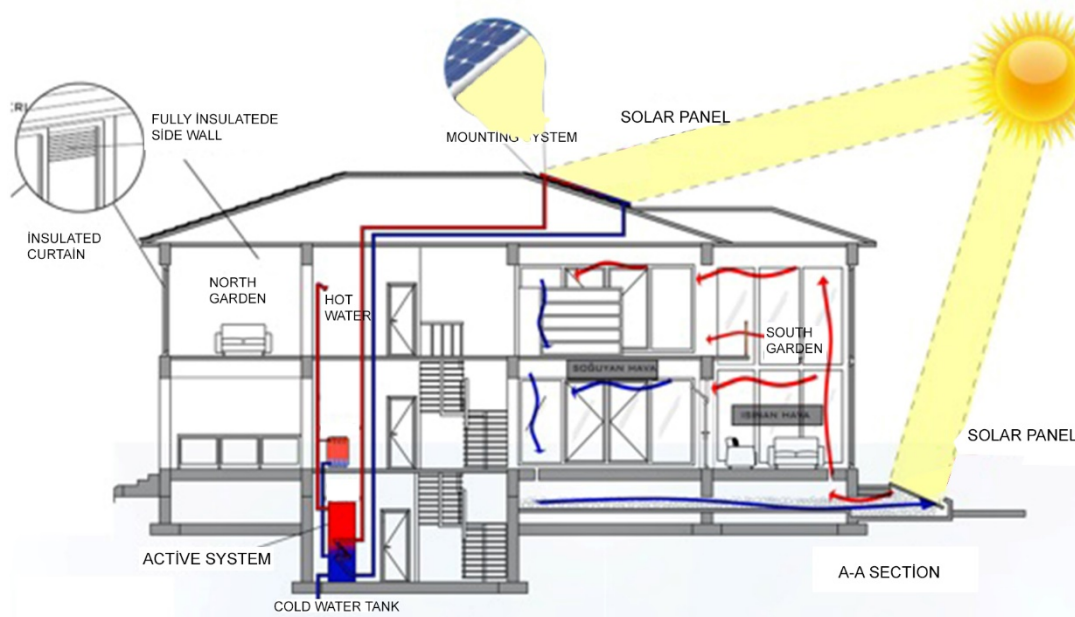 SOLAR PANEL
MOUNTING SYSTEM
FULLY İNSULATEDE
SİDE WALL
İNSULATED
CURTAİN
NORTH
GARDEN
HOT
WATER
SOUTH
GARDEN
SOĞUYAN HAVA
ISINAN HAVA
SOLAR PANEL
ACTİVE SYSTEM
A-A SECTİON
COLD WATER TANK